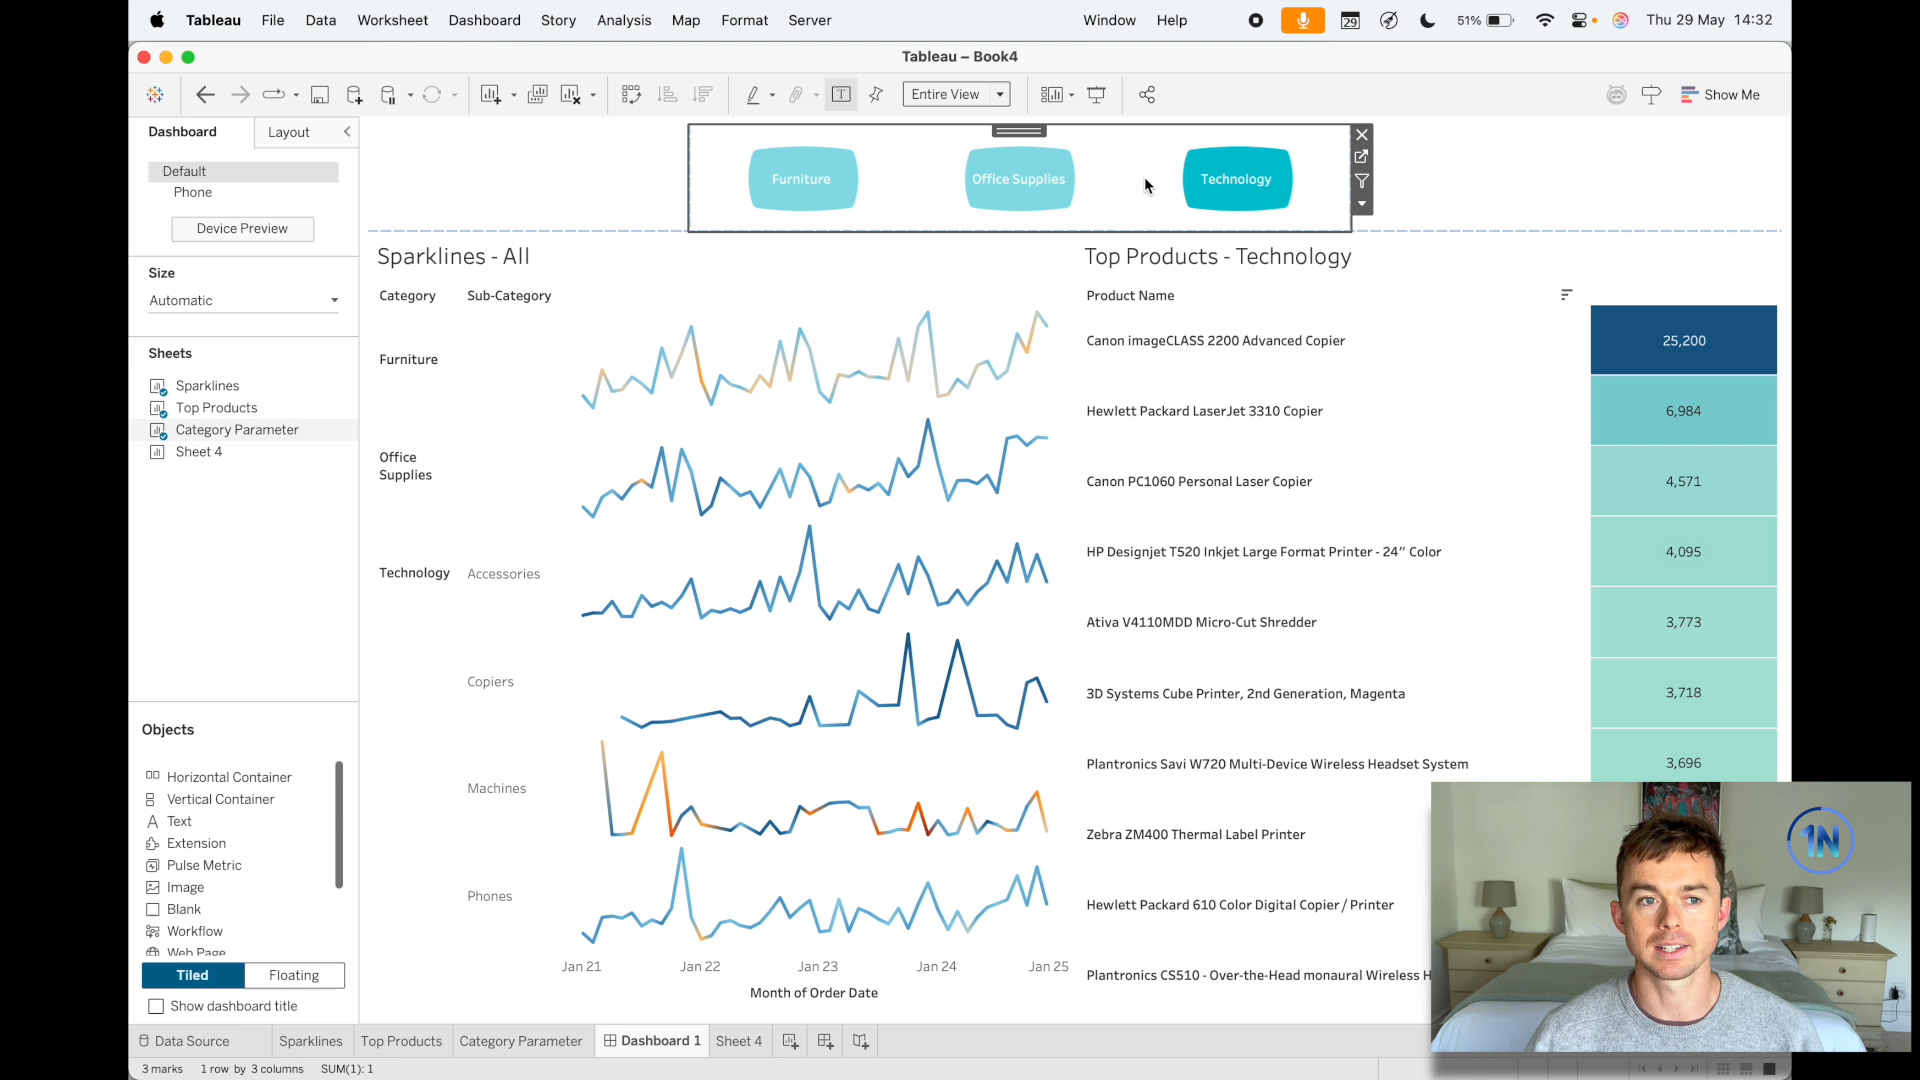 Tableau File Data Worksheet Dashboard Story Analysis Map Format Server Window Help 29 51% Thu 29 May 14:32
Tableau – Book4
Entire View Show Me
Dashboard Layout
Default
Phone
Device Preview
Size
Automatic
Sheets
Sparklines
Top Products
Category Parameter
Sheet 4
Objects
Horizontal Container
Vertical Container
Text
Extension
Pulse Metric
Image
Blank
Workflow
Web Page
Tiled Floating
Show dashboard title
Furniture Office Supplies Technology
Sparklines - All
Category Sub-Category
Furniture
Office
Supplies
Technology Accessories
Copiers
Machines
Phones
Jan 21 Jan 22 Jan 23 Jan 24 Jan 25
Month of Order Date
Top Products - Technology
Product Name
Canon imageCLASS 2200 Advanced Copier 25,200
Hewlett Packard LaserJet 3310 Copier 6,984
Canon PC1060 Personal Laser Copier 4,571
HP Designjet T520 Inkjet Large Format Printer - 24" Color 4,095
Ativa V4110MDD Micro-Cut Shredder 3,773
3D Systems Cube Printer, 2nd Generation, Magenta 3,718
Plantronics Savi W720 Multi-Device Wireless Headset System 3,696
Zebra ZM400 Thermal Label Printer
Hewlett Packard 610 Color Digital Copier / Printer
Plantronics CS510 - Over-the-Head monaural Wireless H
1N
Data Source Sparklines Top Products Category Parameter Dashboard 1 Sheet 4
3 marks 1 row by 3 columns SUM(1): 1